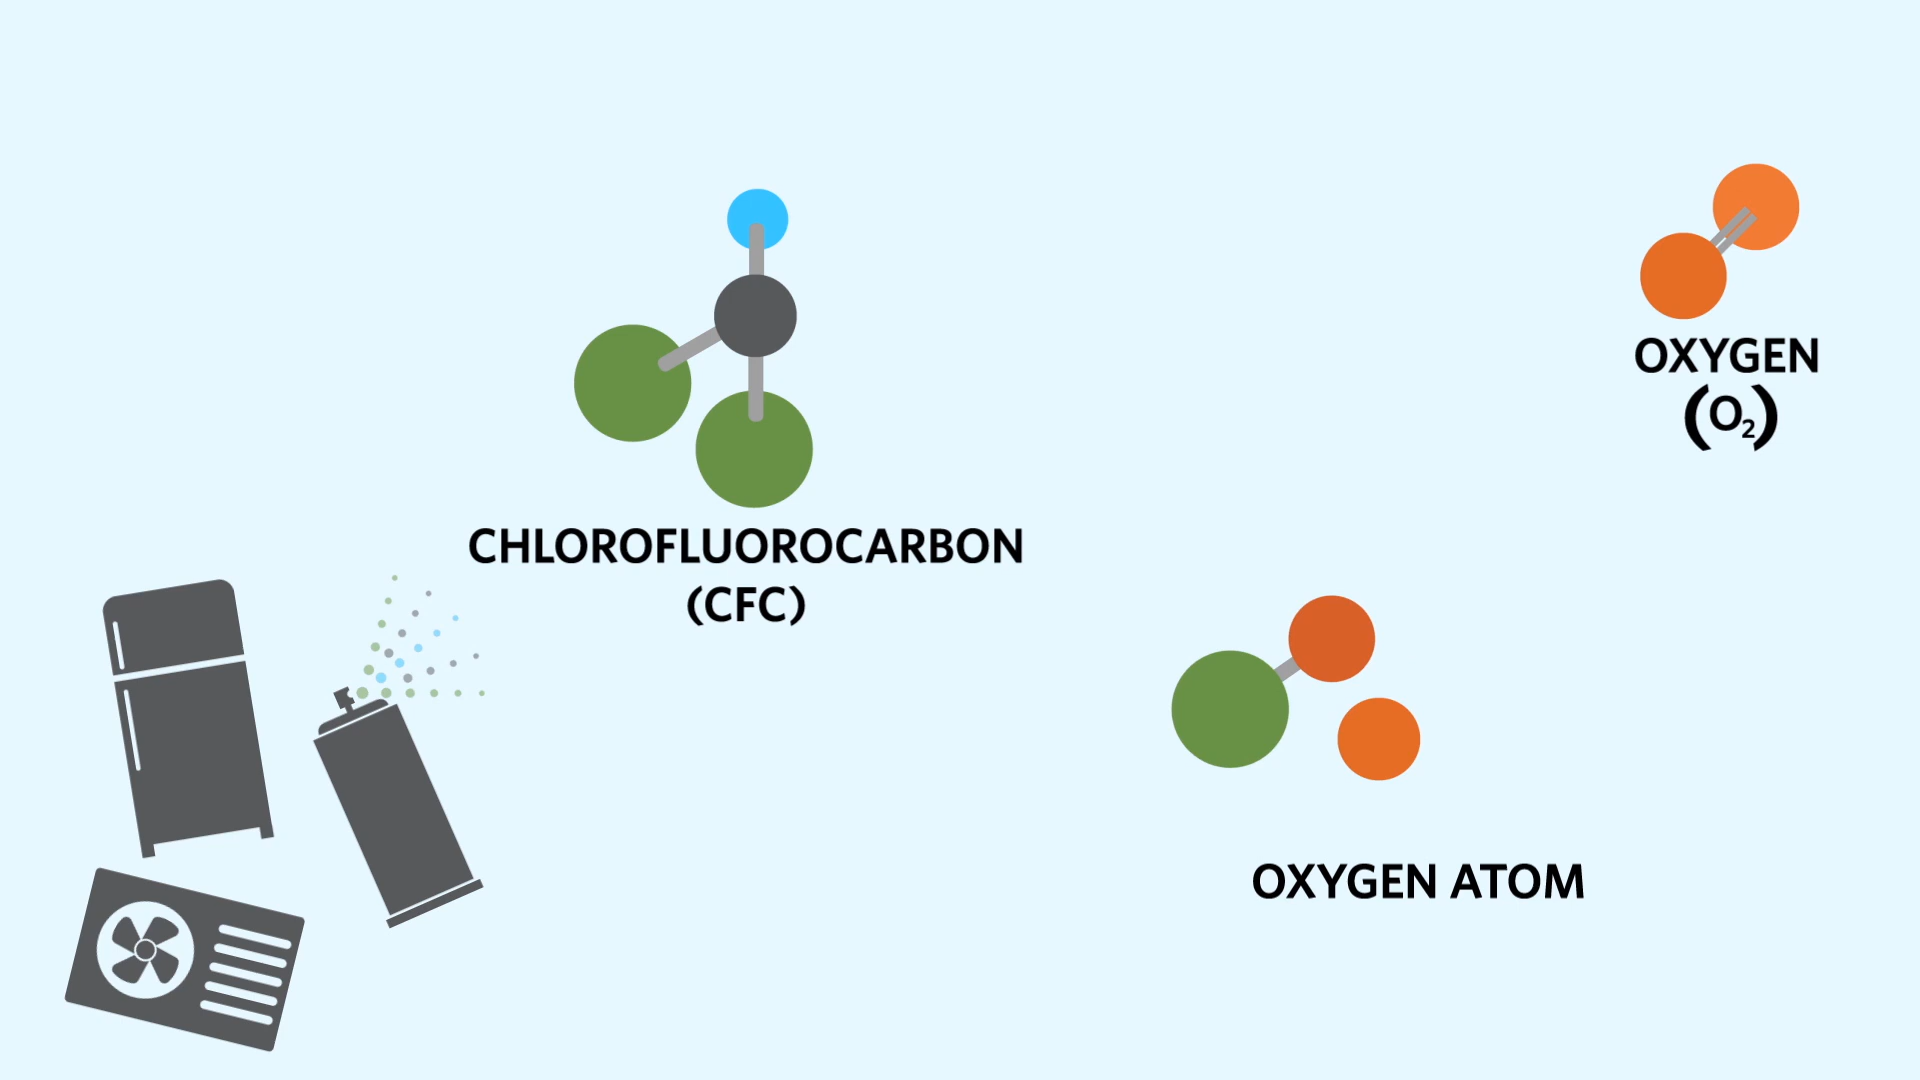 OXYGEN
(O₂)
CHLOROFLUOROCARBON
(CFC)
OXYGEN ATOM